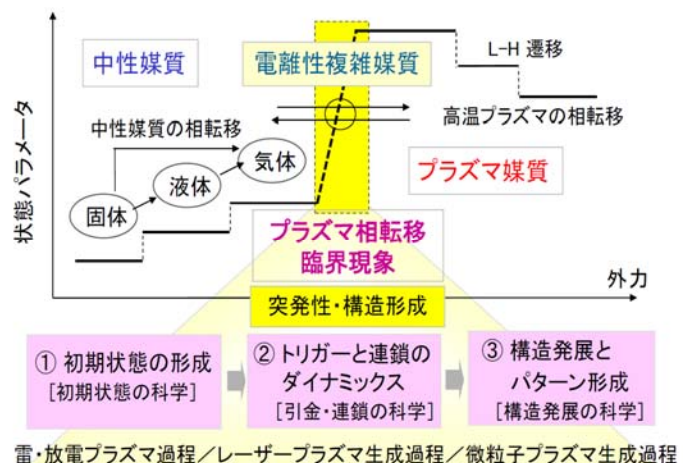 中性媒質
電離性複雑媒質
L-H 遷移
高温プラズマの相転移
中性媒質の相転移
気体
液体
固体
プラズマ媒質
状態パラメータ
プラズマ相転移
臨界現象
外力
突発性・構造形成
① 初期状態の形成
[初期状態の科学]
② トリガーと連鎖の
ダイナミックス
[引金・連鎖の科学]
③ 構造発展と
パターン形成
[構造発展の科学]
雷・放電プラズマ過程／レーザープラズマ生成過程／微粒子プラズマ生成過程